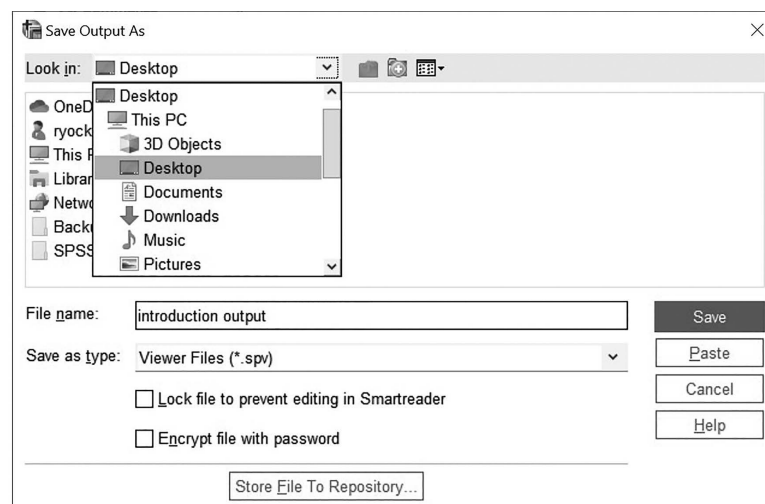 Save Output As
Look in: Desktop
Desktop
This PC
3D Objects
Desktop
Documents
Downloads
Music
Pictures
OneD
ryock
This P
Librar
Netwo
Back
SPSS
File name: introduction output
Save as type: Viewer Files (*.spv)
Lock file to prevent editing in Smartreader
Encrypt file with password
Save
Paste
Cancel
Help
Store File To Repository...